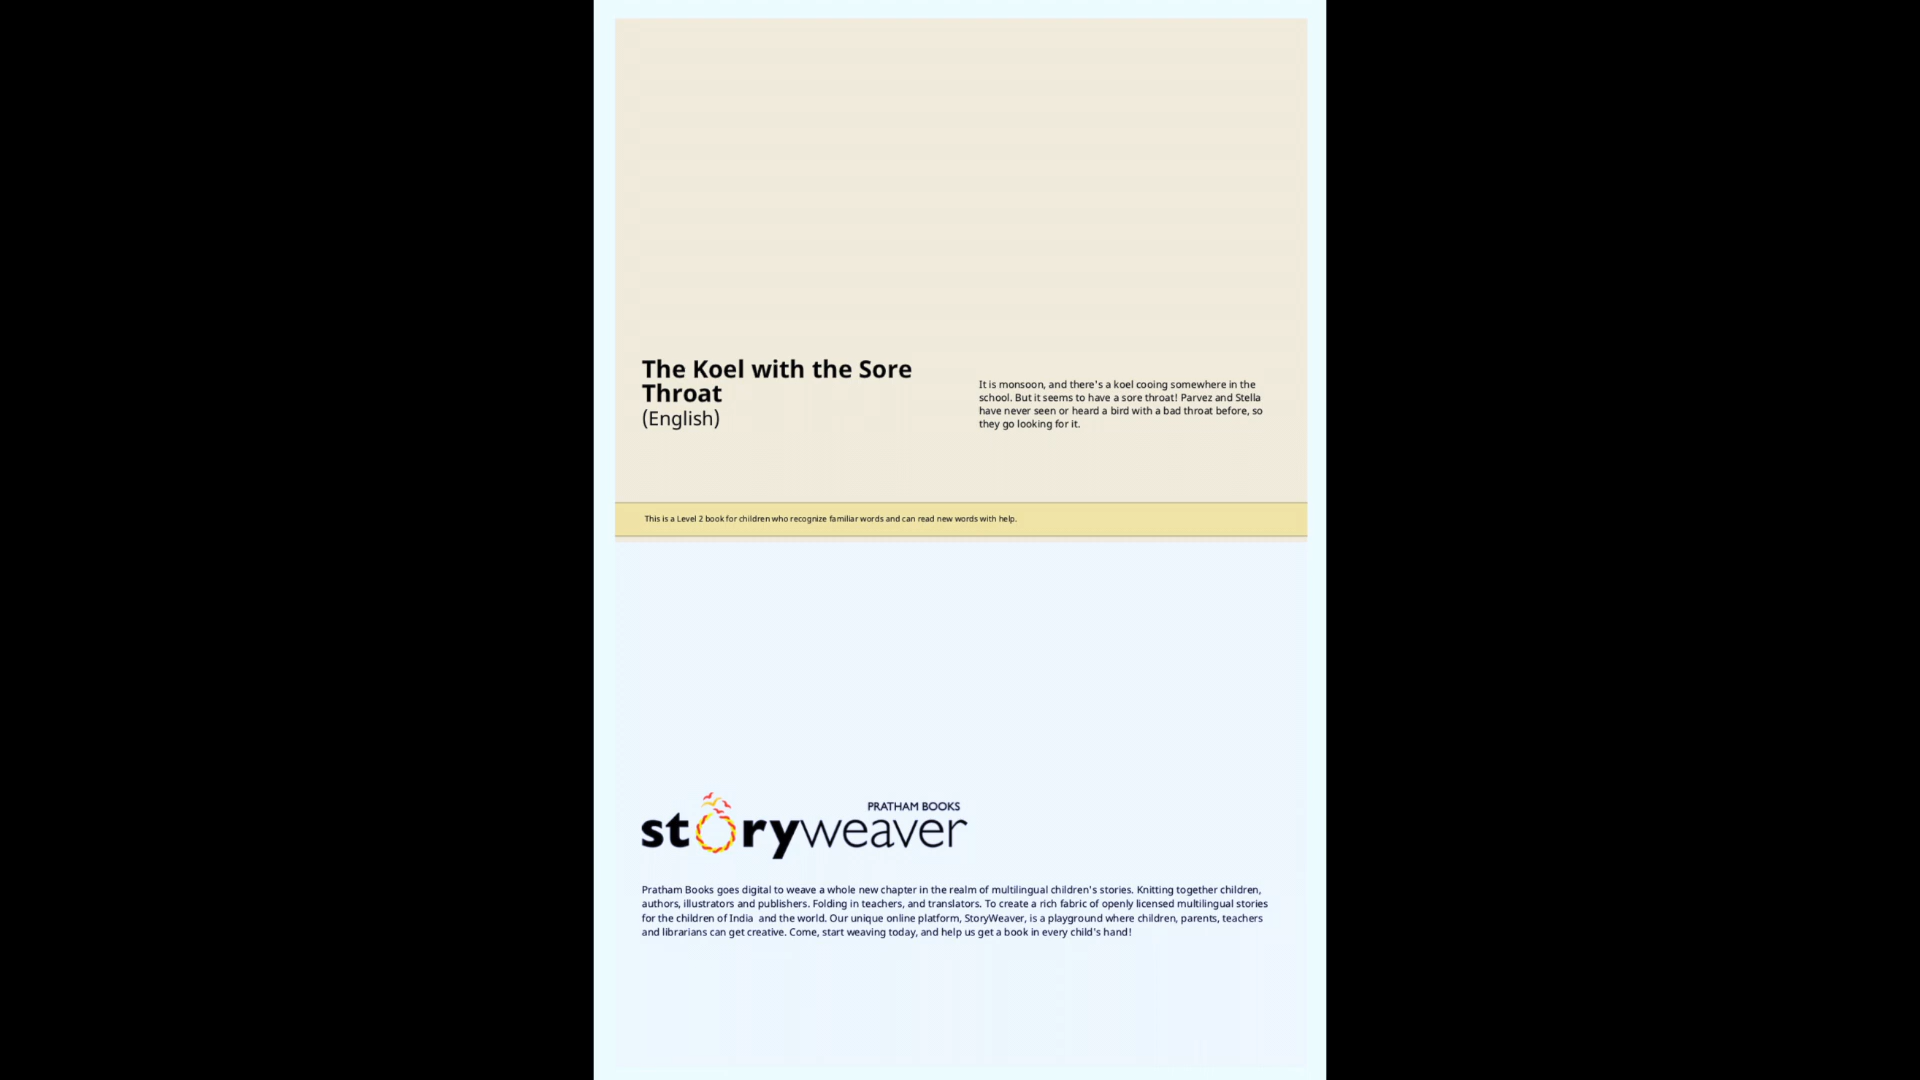 The Koel with the Sore
Throat
(English)
It is monsoon, and there's a koel cooing somewhere in the
school. But it seems to have a sore throat! Parvez and Stella
have never seen or heard a bird with a bad throat before, so
they go looking for it.
This is a Level 2 book for children who recognize familiar words and can read new words with help.
PRATHAM BOOKS
storyweaver
Pratham Books goes digital to weave a whole new chapter in the realm of multilingual children's stories. Knitting together children,
authors, illustrators and publishers. Folding in teachers, and translators. To create a rich fabric of openly licensed multilingual stories
for the children of India  and the world. Our unique online platform, StoryWeaver, is a playground where children, parents, teachers
and librarians can get creative. Come, start weaving today, and help us get a book in every child's hand!